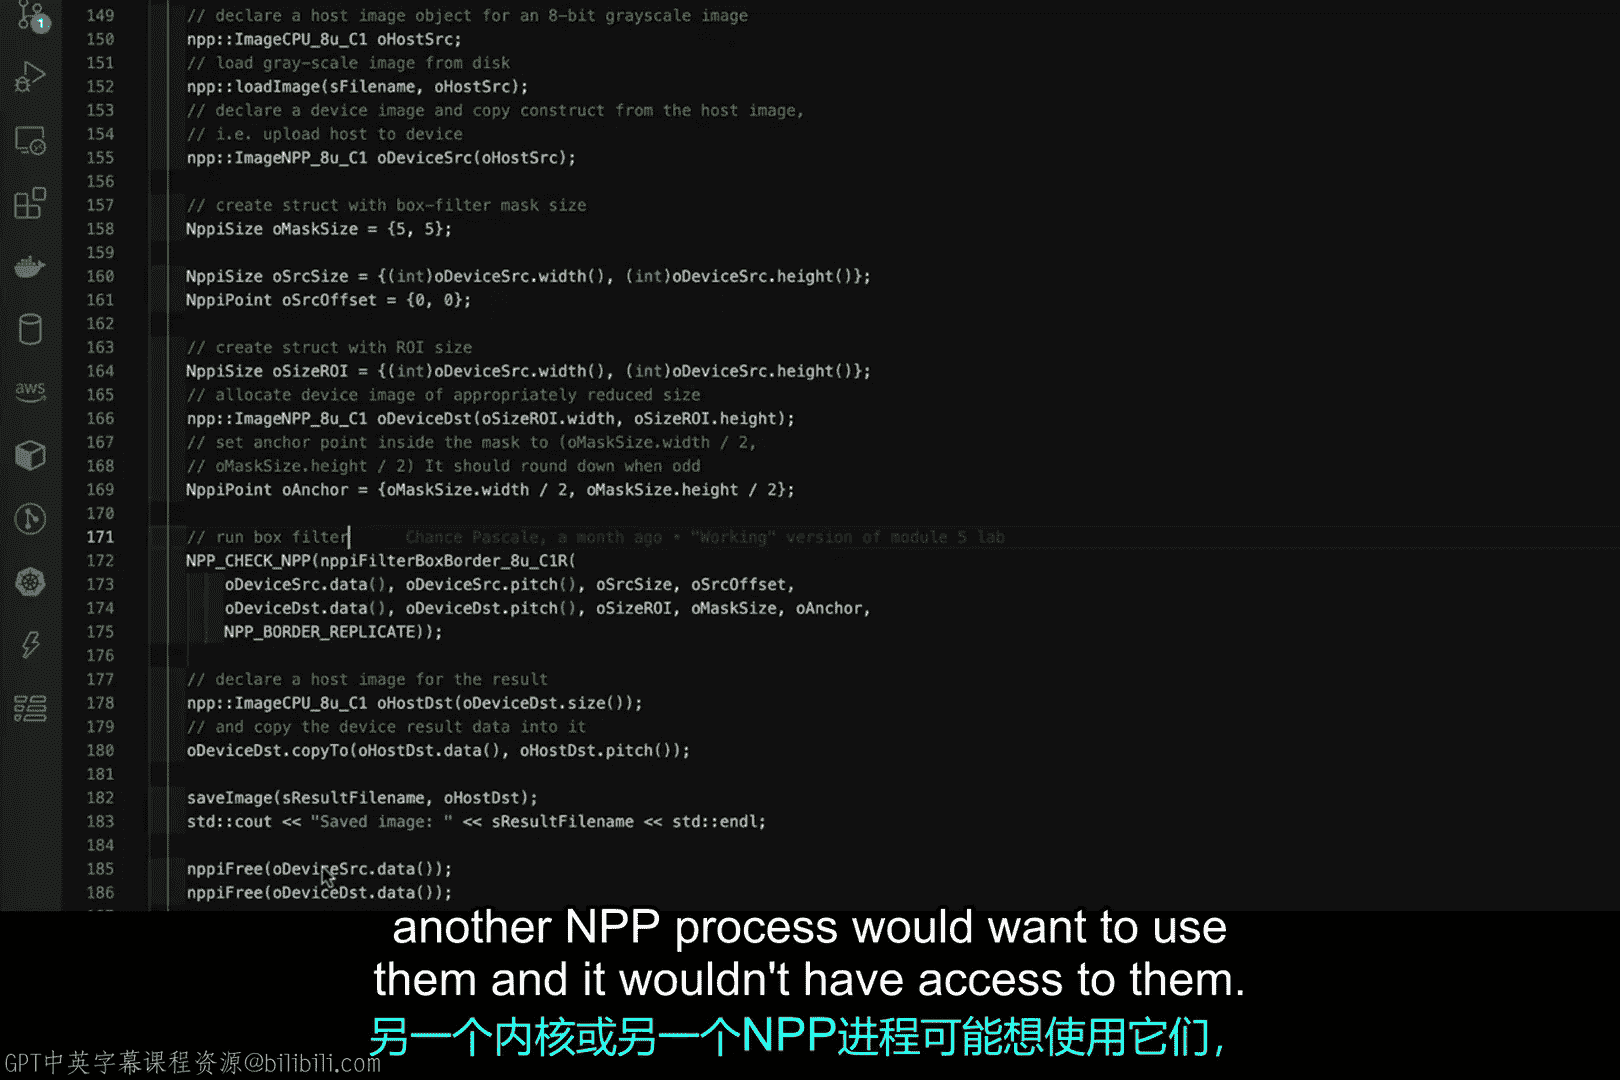 1
149 // declare a host image object for an 8-bit grayscale image
150 npp::ImageCPU_8u_C1 oHostSrc;
151 // load gray-scale image from disk
152 npp::loadImage(sFilename, oHostSrc);
153 // declare a device image and copy construct from the host image,
154 // i.e. upload host to device
155 npp::ImageNPP_8u_C1 oDeviceSrc(oHostSrc);
156
157 // create struct with box-filter mask size
158 NppiSize oMaskSize = {5, 5};
159
160 NppiSize oSrcSize = {(int)oDeviceSrc.width(), (int)oDeviceSrc.height()};
161 NppiPoint oSrcOffset = {0, 0};
162
163 // create struct with ROI size
164 NppiSize oSizeROI = {(int)oDeviceSrc.width(), (int)oDeviceSrc.height()};
165 // allocate device image of appropriately reduced size
166 npp::ImageNPP_8u_C1 oDeviceDst(oSizeROI.width, oSizeROI.height);
167 // set anchor point inside the mask to (oMaskSize.width / 2,
168 // oMaskSize.height / 2) It should round down when odd
169 NppiPoint oAnchor = {oMaskSize.width / 2, oMaskSize.height / 2};
170
171 // run box filter Chance Pascale, a month ago • "Working" version of module 5 lab
172 NPP_CHECK_NPP(nppiFilterBoxBorder_8u_C1R(
173 oDeviceSrc.data(), oDeviceSrc.pitch(), oSrcSize, oSrcOffset,
174 oDeviceDst.data(), oDeviceDst.pitch(), oSizeROI, oMaskSize, oAnchor,
175 NPP_BORDER_REPLICATE));
176
177 // declare a host image for the result
178 npp::ImageCPU_8u_C1 oHostDst(oDeviceDst.size());
179 // and copy the device result data into it
180 oDeviceDst.copyTo(oHostDst.data(), oHostDst.pitch());
181
182 saveImage(sResultFilename, oHostDst);
183 std::cout << "Saved image: " << sResultFilename << std::endl;
184
185 nppiFree(oDeviceSrc.data());
186 nppiFree(oDeviceDst.data());
aws
another NPP process would want to use
them and it wouldn't have access to them.
另一个内核或另一个NPP进程可能想使用它们，
GPT中英字幕课程资源@bilibili.com